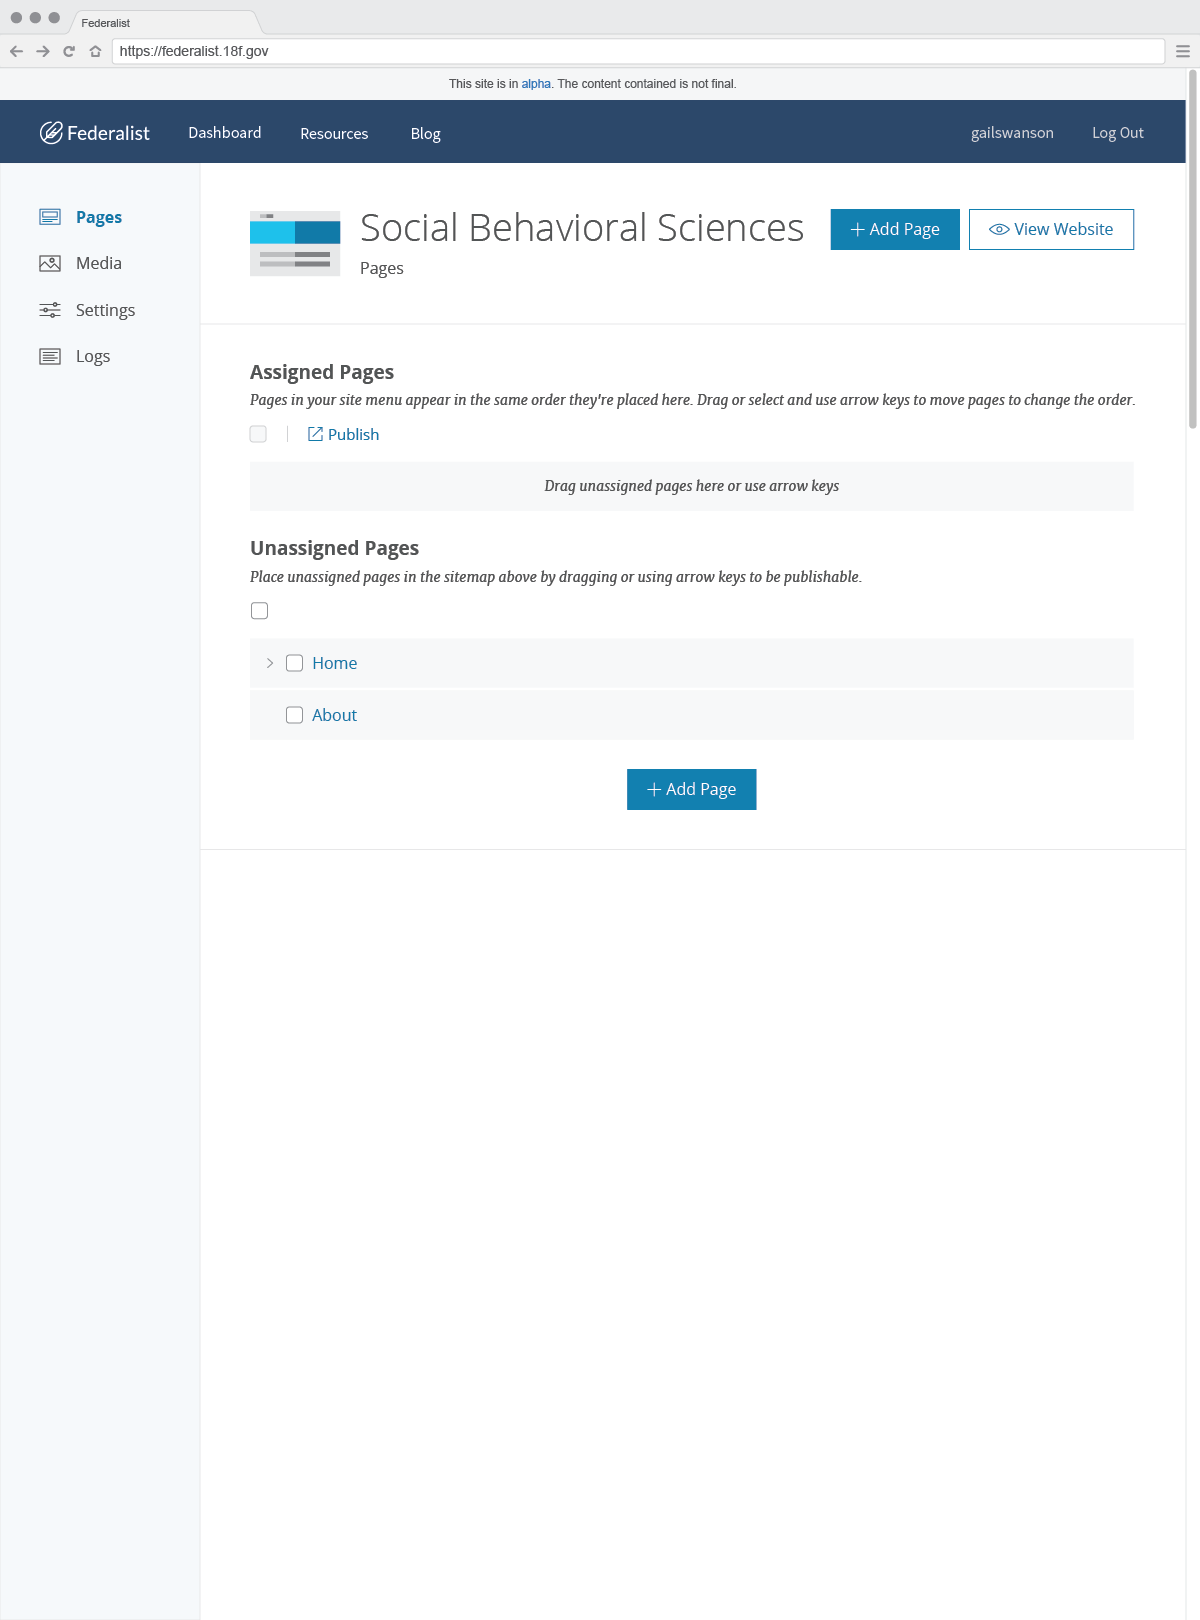 Federalist
https://federalist.18f.gov
This site is in alpha. The content contained is not final.
Federalist Dashboard Resources Blog gailswanson Log Out
Pages
Media
Settings
Logs
Social Behavioral Sciences
Pages
Add Page
View Website
Assigned Pages
Pages in your site menu appear in the same order they're placed here. Drag or select and use arrow keys to move pages to change the order.
Publish
Drag unassigned pages here or use arrow keys
Unassigned Pages
Place unassigned pages in the sitemap above by dragging or using arrow keys to be publishable.
Home
About
Add Page